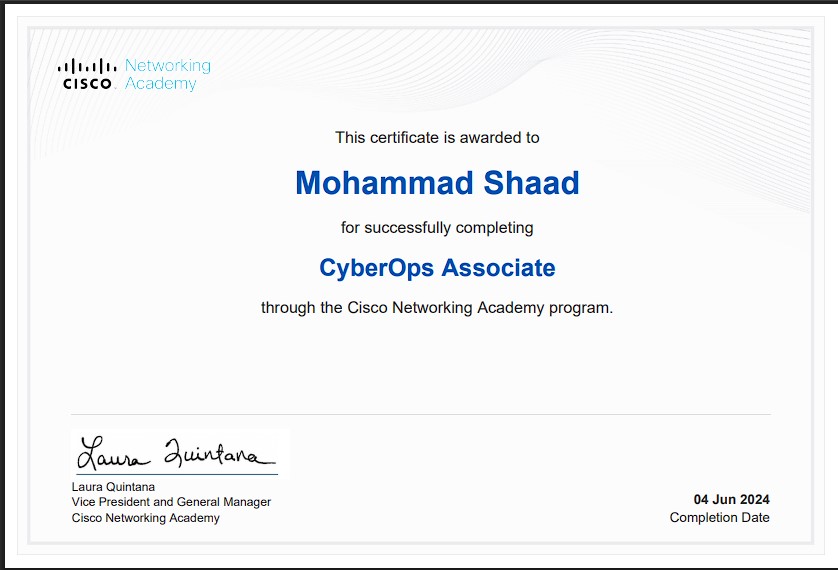 Networking
CISCO. Academy
This certificate is awarded to
Mohammad Shaad
for successfully completing
CyberOps Associate
through the Cisco Networking Academy program.
Laura Quintana
Laura Quintana
Vice President and General Manager
Cisco Networking Academy
04 Jun 2024
Completion Date